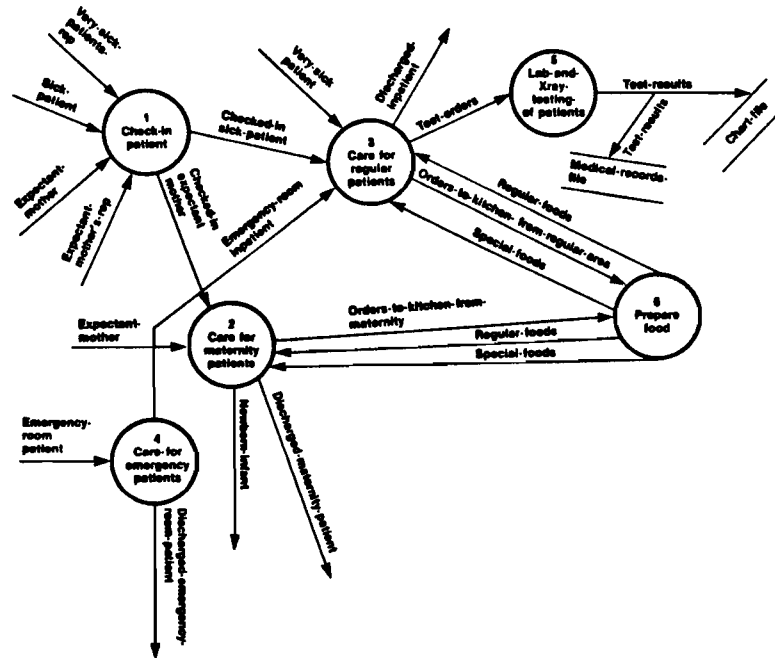 Very-sick-
patients-
rep
Sick-
patient
Expectant-
mother
Expectant-
mother's-rep
1
Check-in
patient
Checked-in
sick-patient
Checked-in
expectant
mother
Very-sick
patient
Discharged-
inpatient
3
Care for
regular
patients
Test-orders
5
Lab-and-
Xray-
testing-
of patients
Test-results
Test-results
Chart-file
Medical-records-
file
Emergency-room
inpatient
Regular-foods
Orders-to-kitchen-from-regular-area
Special-foods
Expectant-
mother
2
Care for
maternity
patients
Orders-to-kitchen-from-
maternity
Regular-foods
Special-foods
6
Prepare
food
Emergency-
room
patient
4
Care-for
emergency
patients
Newborn-infant
Discharged-maternity-patient
Discharged-emergency-
room-patient